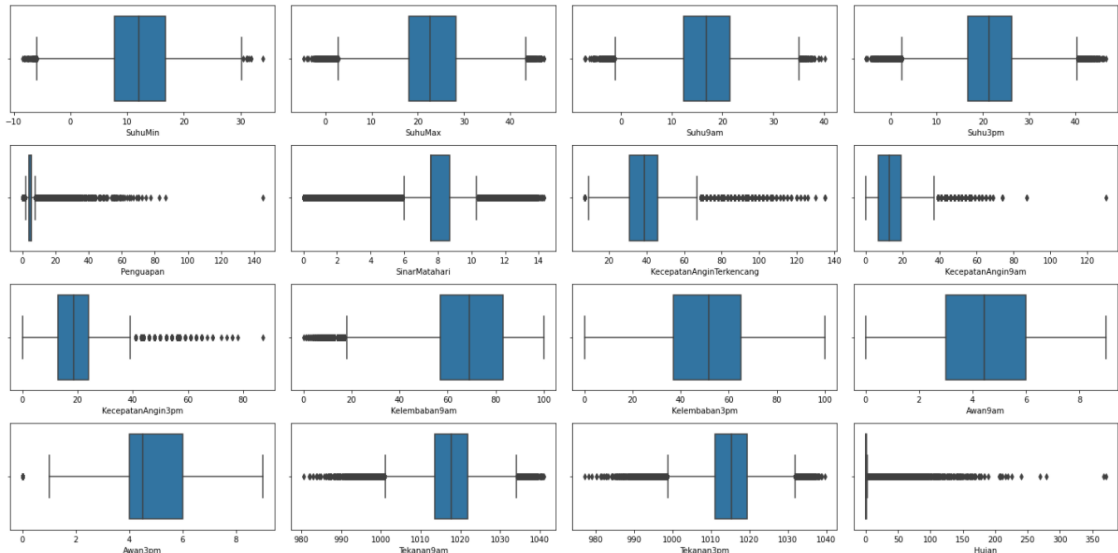 -10 0 10 20 30
SuhuMin
0 10 20 30 40
SuhuMax
0 10 20 30 40
Suhu9am
0 10 20 30 40
Suhu3pm
0 20 40 60 80 100 120 140
Penguapan
0 2 4 6 8 10 12 14
SinarMatahari
20 40 60 80 100 120 140
KecepatanAnginTerkencang
0 20 40 60 80 100 120
KecepatanAngin9am
0 20 40 60 80
KecepatanAngin3pm
0 20 40 60 80 100
Kelembaban9am
0 20 40 60 80 100
Kelembaban3pm
0 2 4 6 8
Awan9am
0 2 4 6 8
Awan3pm
980 990 1000 1010 1020 1030 1040
Tekanan9am
980 990 1000 1010 1020 1030 1040
Tekanan3pm
0 50 100 150 200 250 300 350
Hujan